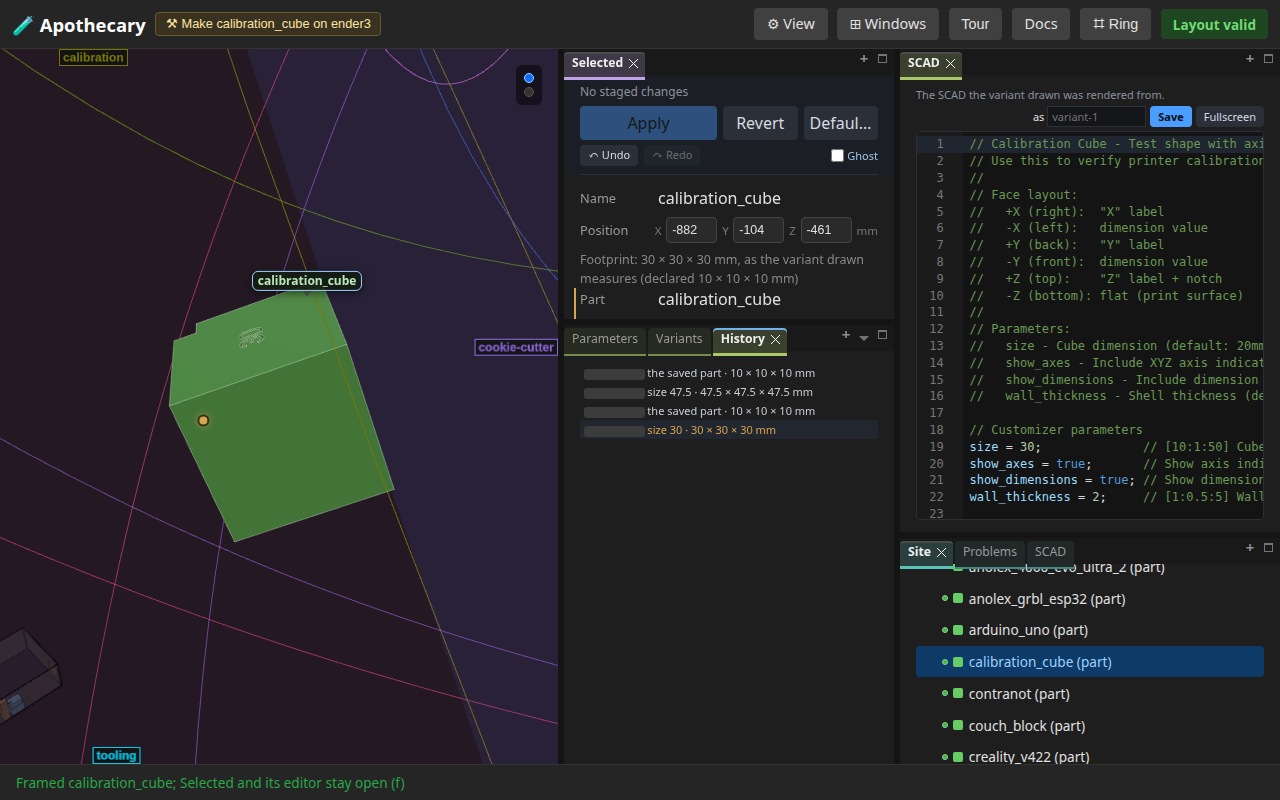 🧪 Apothecary
⚒ Make calibration_cube on ender3
⚙ View
⊞ Windows
Tour
Docs
⌗ Ring
Layout valid
calibration
calibration_cube
cookie-cutter
tooling
Selected
No staged changes
Apply
Revert
Defaul...
↶ Undo
↷ Redo
Ghost
Name calibration_cube
Position X -882 Y -104 Z -461 mm
Footprint: 30 × 30 × 30 mm, as the variant drawn
measures (declared 10 × 10 × 10 mm)
Part calibration_cube
Parameters
Variants
History
the saved part · 10 × 10 × 10 mm
size 47.5 · 47.5 × 47.5 × 47.5 mm
the saved part · 10 × 10 × 10 mm
size 30 · 30 × 30 × 30 mm
SCAD
The SCAD the variant drawn was rendered from.
as variant-1 Save Fullscreen
1 // Calibration Cube - Test shape with axi
2 // Use this to verify printer calibration
3 //
4 // Face layout:
5 //   +X (right):  "X" label
6 //   -X (left):   dimension value
7 //   +Y (back):   "Y" label
8 //   -Y (front):  dimension value
9 //   +Z (top):    "Z" label + notch
10 //   -Z (bottom): flat (print surface)
11 //
12 // Parameters:
13 //   size - Cube dimension (default: 20mm
14 //   show_axes - Include XYZ axis indicat
15 //   show_dimensions - Include dimension
16 //   wall_thickness - Shell thickness (de
17
18 // Customizer parameters
19 size = 30;              // [10:1:50] Cube
20 show_axes = true;       // Show axis indi
21 show_dimensions = true; // Show dimension
22 wall_thickness = 2;     // [1:0.5:5] Wall
23
Site
Problems
SCAD
anolex_4030_evo_ultra_2 (part)
anolex_grbl_esp32 (part)
arduino_uno (part)
calibration_cube (part)
contranot (part)
couch_block (part)
creality_v422 (part)
Framed calibration_cube; Selected and its editor stay open (f)